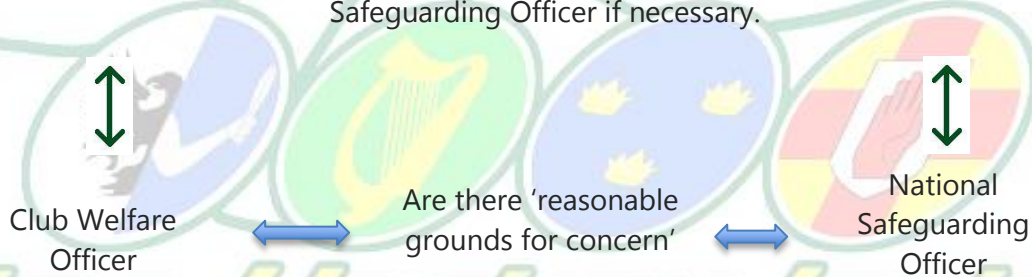 Safeguarding Officer if necessary.
Club Welfare
Officer
Are there 'reasonable
grounds for concern'
National
Safeguarding
Officer